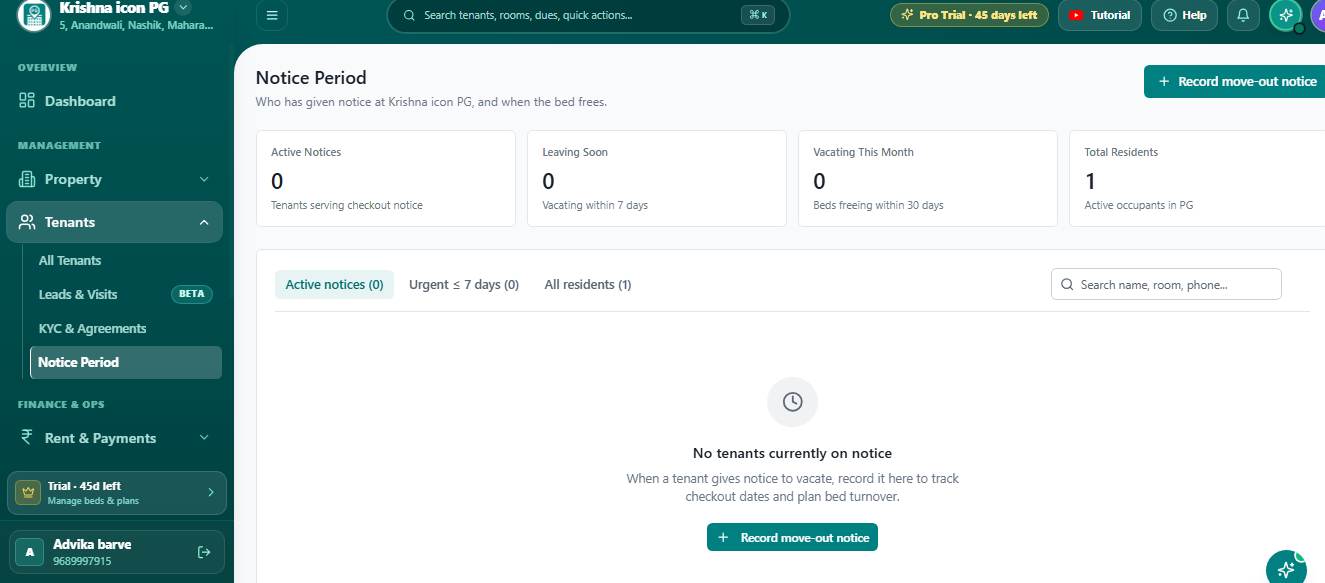 Krishna icon PG
5, Anandwali, Nashik, Mahara...
Search tenants, rooms, dues, quick actions...
⌘ K
Pro Trial · 45 days left
Tutorial
Help
A
OVERVIEW
Dashboard
MANAGEMENT
Property
Tenants
All Tenants
Leads & Visits
BETA
KYC & Agreements
Notice Period
FINANCE & OPS
₹ Rent & Payments
Trial · 45d left
Manage beds & plans
A
Advika barve
9689997915
Notice Period
Who has given notice at Krishna icon PG, and when the bed frees.
+ Record move-out notice
Active Notices
0
Tenants serving checkout notice
Leaving Soon
0
Vacating within 7 days
Vacating This Month
0
Beds freeing within 30 days
Total Residents
1
Active occupants in PG
Active notices (0)
Urgent ≤ 7 days (0)
All residents (1)
Search name, room, phone...
No tenants currently on notice
When a tenant gives notice to vacate, record it here to track
checkout dates and plan bed turnover.
+ Record move-out notice